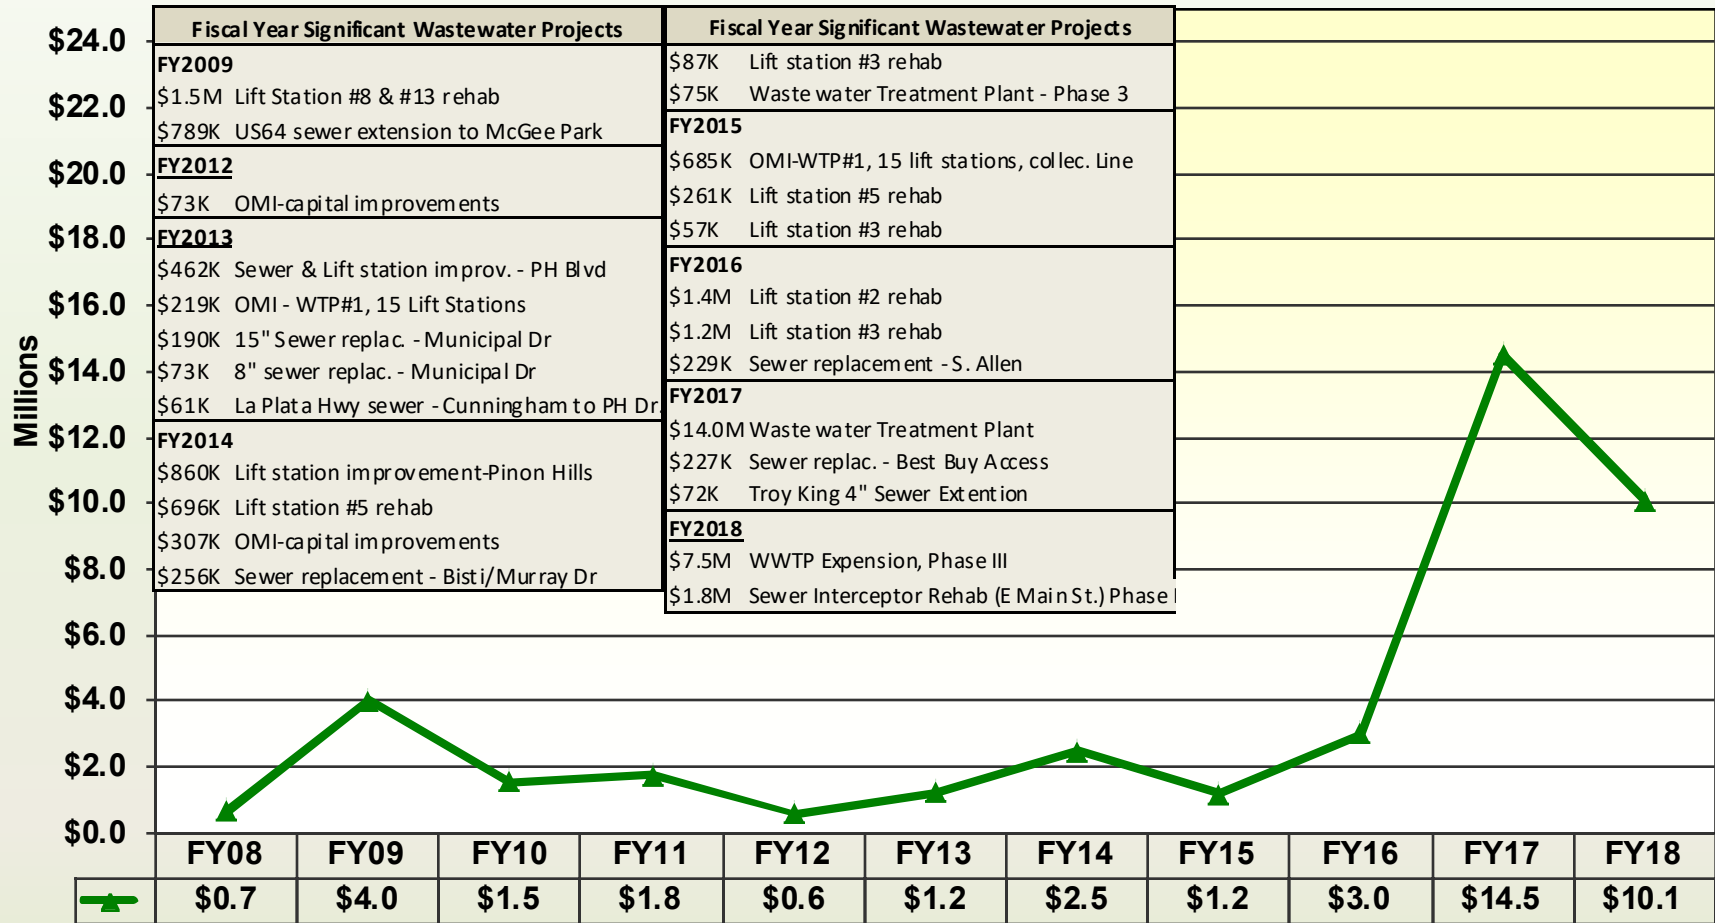 Millions
$24.0
$22.0
$20.0
$18.0
$16.0
$14.0
$12.0
$10.0
$8.0
$6.0
$4.0
$2.0
$0.0
Fiscal Year Significant Wastewater Projects
FY2009
$1.5M Lift Station #8 & #13 rehab
$789K US64 sewer extension to McGee Park
FY2012
$73K OMI-capital improvements
FY2013
$462K Sewer & Lift station improv. - PH Blvd
$219K OMI - WTP#1, 15 Lift Stations
$190K 15" Sewer replac. - Municipal Dr
$73K 8" sewer replac. - Municipal Dr
$61K La Plata Hwy sewer - Cunningham to PH Dr.
FY2014
$860K Lift station improvement-Pinon Hills
$696K Lift station #5 rehab
$307K OMI-capital improvements
$256K Sewer replacement - Bisti/Murray Dr
Fiscal Year Significant Wastewater Projects
$87K Lift station #3 rehab
$75K Waste water Treatment Plant - Phase 3
FY2015
$685K OMI-WTP#1, 15 lift stations, collec. Line
$261K Lift station #5 rehab
$57K Lift station #3 rehab
FY2016
$1.4M Lift station #2 rehab
$1.2M Lift station #3 rehab
$229K Sewer replacement - S. Allen
FY2017
$14.0M Waste water Treatment Plant
$227K Sewer replac. - Best Buy Access
$72K Troy King 4" Sewer Extention
FY2018
$7.5M WWTP Expension, Phase III
$1.8M Sewer Interceptor Rehab (E Main St.) Phase
FY08 FY09 FY10 FY11 FY12 FY13 FY14 FY15 FY16 FY17 FY18
$0.7 $4.0 $1.5 $1.8 $0.6 $1.2 $2.5 $1.2 $3.0 $14.5 $10.1